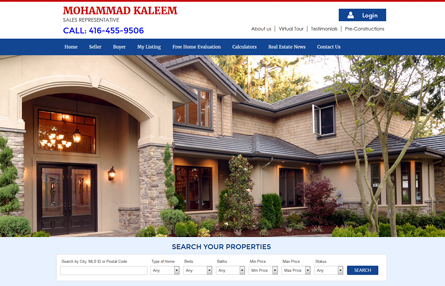 MOHAMMAD KALEEM
SALES REPRESENTATIVE
CALL: 416-455-9506
Login
About us | Virtual Tour | Testimonials | Pre-Constructions
Home Seller Buyer My Listing Free Home Evaluation Calculators Real Estate News Contact Us
SEARCH YOUR PROPERTIES
Search by City, MLS ID or Postal Code Type of Home Beds Baths Min Price Max Price Status
Any Any Any Min Price Max Price Any SEARCH